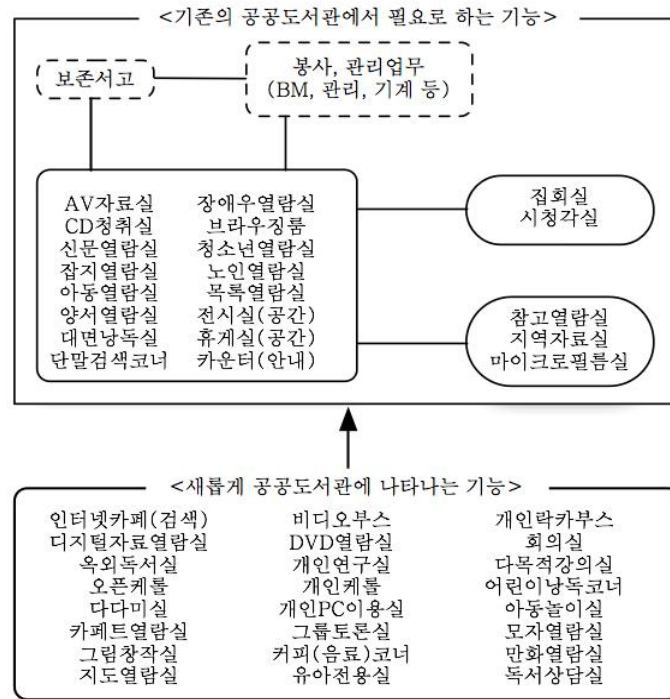 <기존의 공공도서관에서 필요로 하는 기능>
보존서고
봉사, 관리업무
(BM, 관리, 기계 등)
AV자료실
CD청취실
신문열람실
잡지열람실
아동열람실
양서열람실
대면낭독실
단말검색코너
장애우열람실
브라우징룸
청소년열람실
노인열람실
목록열람실
전시실(공간)
휴게실(공간)
카운터(안내)
집회실
시청각실
참고열람실
지역자료실
마이크로필름실
<새롭게 공공도서관에 나타나는 기능>
인터넷카페(검색)
디지털자료열람실
옥외독서실
오픈케롤
다다미실
카페트열람실
그림창작실
지도열람실
비디오부스
DVD열람실
개인연구실
개인케롤
개인PC이용실
그룹토론실
커피(음료)코너
유아전용실
개인락카부스
회의실
다목적강의실
어린이낭독코너
아동놀이실
모자열람실
만화열람실
독서상담실